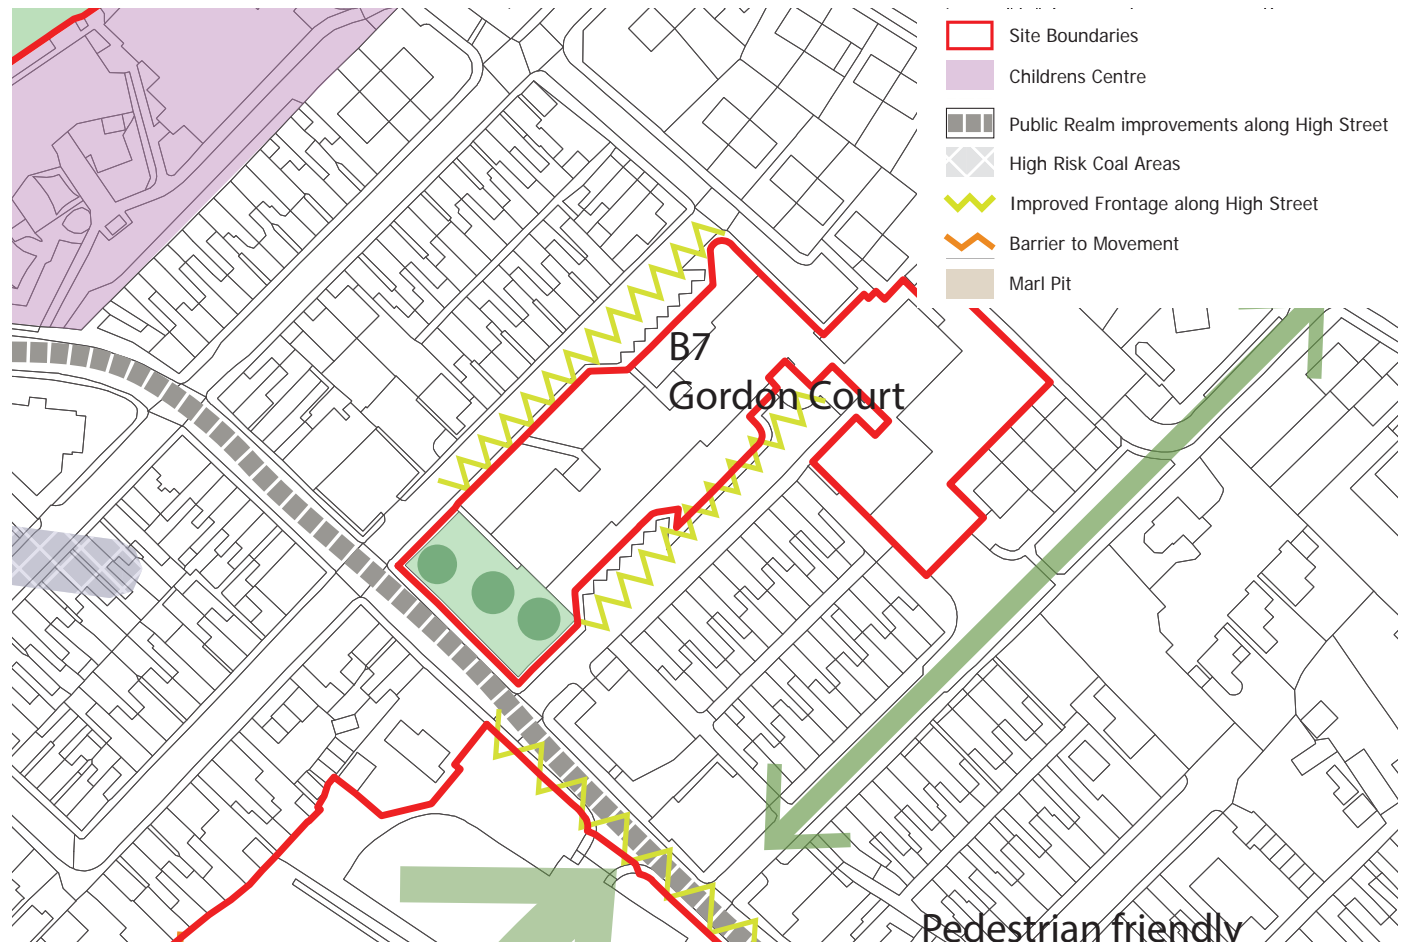 Site Boundaries
Childrens Centre
Public Realm improvements along High Street
High Risk Coal Areas
Improved Frontage along High Street
Barrier to Movement
Marl Pit
B7
Gordon Court
Pedestrian friendly